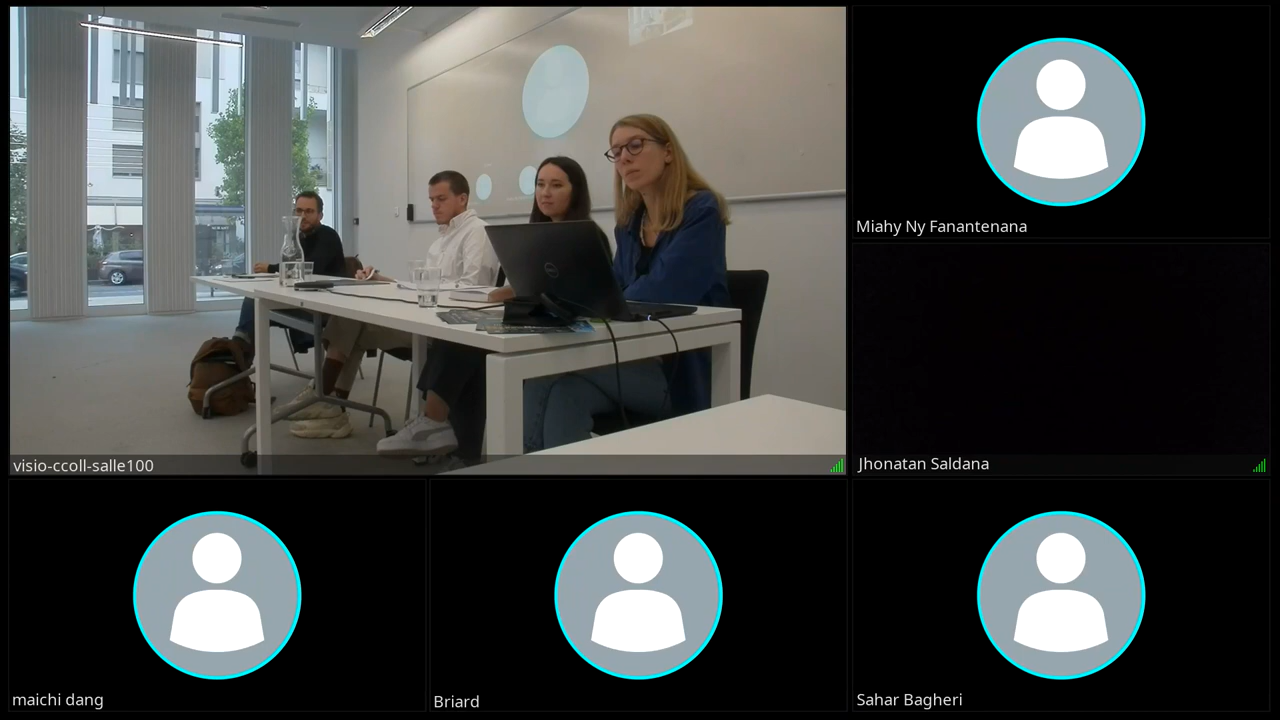 Miahy Ny Fanantenana
visio-ccoll-salle100
Jhonatan Saldana
maichi dang
Briard
Sahar Bagheri